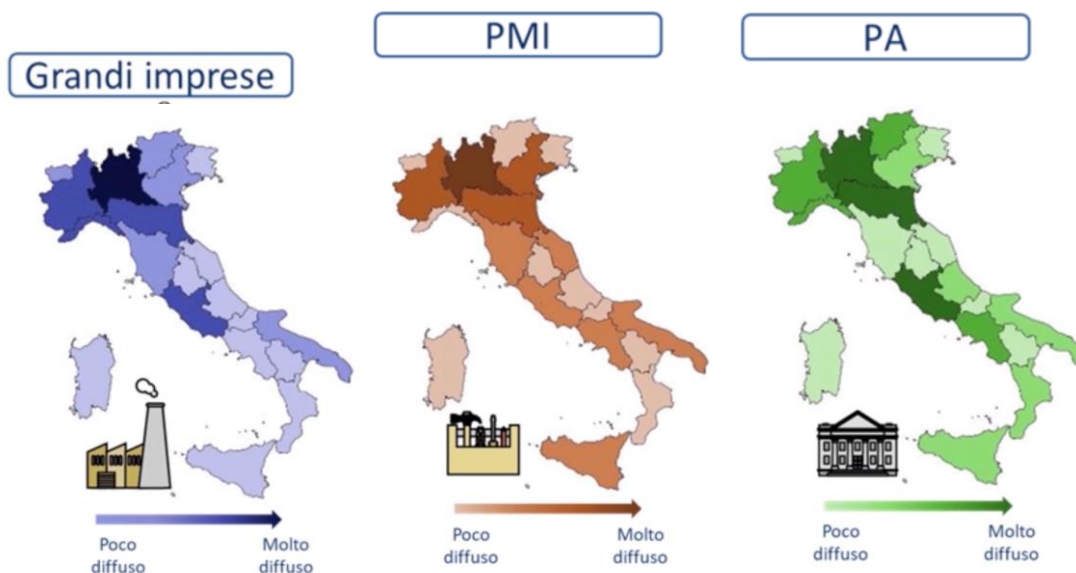 Grandi imprese
PMI
PA
Poco
diffuso
Molto
diffuso
Poco
diffuso
Molto
diffuso
Poco
diffuso
Molto
diffuso